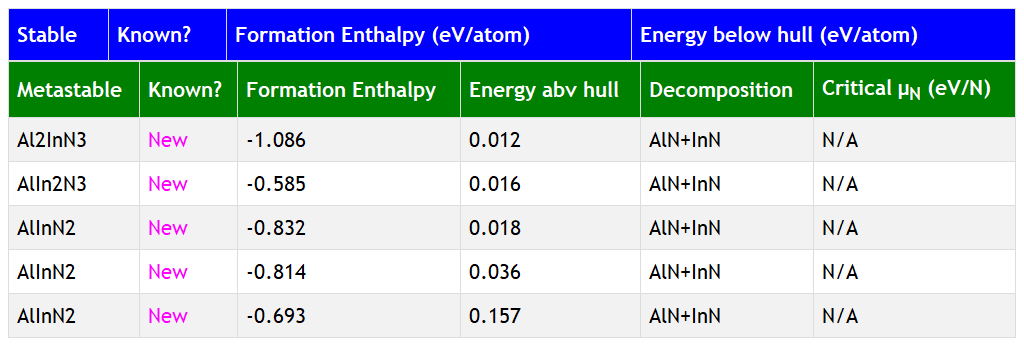 Stable Known? Formation Enthalpy (eV/atom) Energy below hull (eV/atom)
Metastable Known? Formation Enthalpy Energy abv hull Decomposition Critical μN (eV/N)
Al2InN3 New -1.086 0.012 AlN+InN N/A
AlIn2N3 New -0.585 0.016 AlN+InN N/A
AlInN2 New -0.832 0.018 AlN+InN N/A
AlInN2 New -0.814 0.036 AlN+InN N/A
AlInN2 New -0.693 0.157 AlN+InN N/A